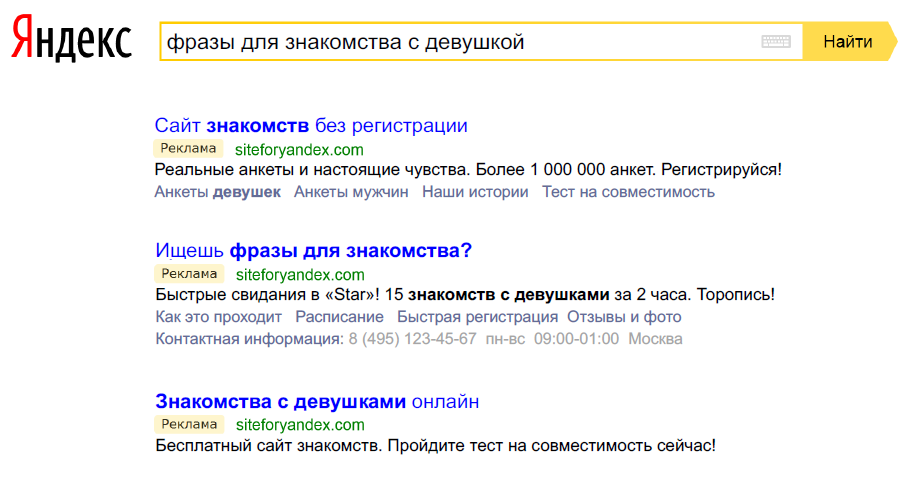 Яндекс
фразы для знакомства с девушкой
Найти
Сайт знакомств без регистрации
Реклама siteforyandex.com
Реальные анкеты и настоящие чувства. Более 1 000 000 анкет. Регистрируйся!
Анкеты девушек Анкеты мужчин Наши истории Тест на совместимость
Ищешь фразы для знакомства?
Реклама siteforyandex.com
Быстрые свидания в «Star»! 15 знакомств с девушками за 2 часа. Торопись!
Как это проходит Расписание Быстрая регистрация Отзывы и фото
Контактная информация: 8 (495) 123-45-67 пн-вс 09:00-01:00 Москва
Знакомства с девушками онлайн
Реклама siteforyandex.com
Бесплатный сайт знакомств. Пройдите тест на совместимость сейчас!